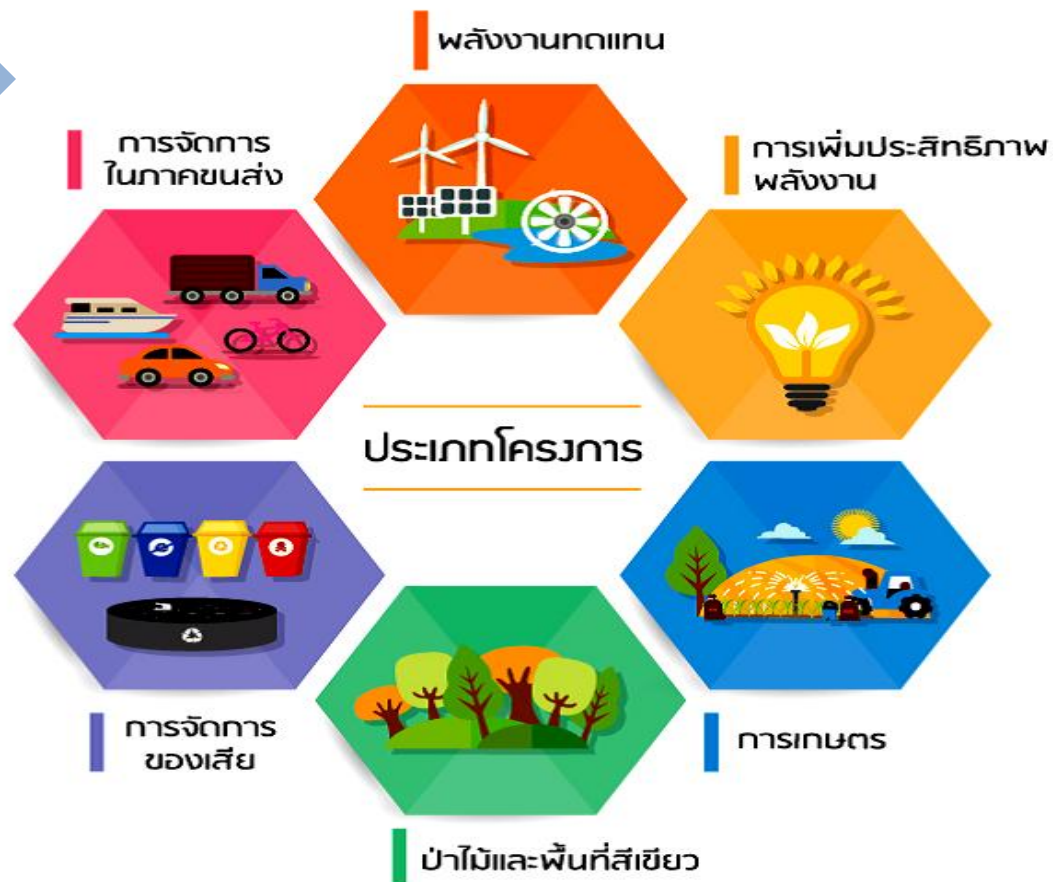 พลังงานทดแทน
การจัดการ
ในภาคขนส่ง
การเพิ่มประสิทธิภาพ
พลังงาน
ประเภทโครงการ
การจัดการ
ของเสีย
การเกษตร
ป่าไม้และพื้นที่สีเขียว